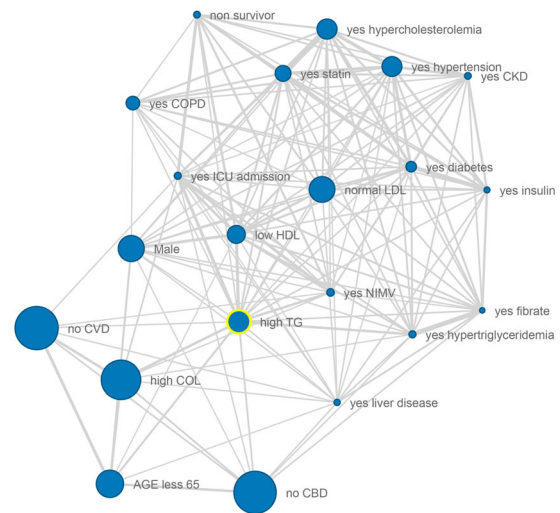 non survivor
yes hypercholesterolemia
yes hypertension
yes statin
yes CKD
yes COPD
yes diabetes
yes ICU admission
normal LDL
yes insulin
low HDL
Male
yes NIMV
yes fibrate
high TG
no CVD
yes hypertriglyceridemia
high COL
yes liver disease
AGE less 65
no CBD